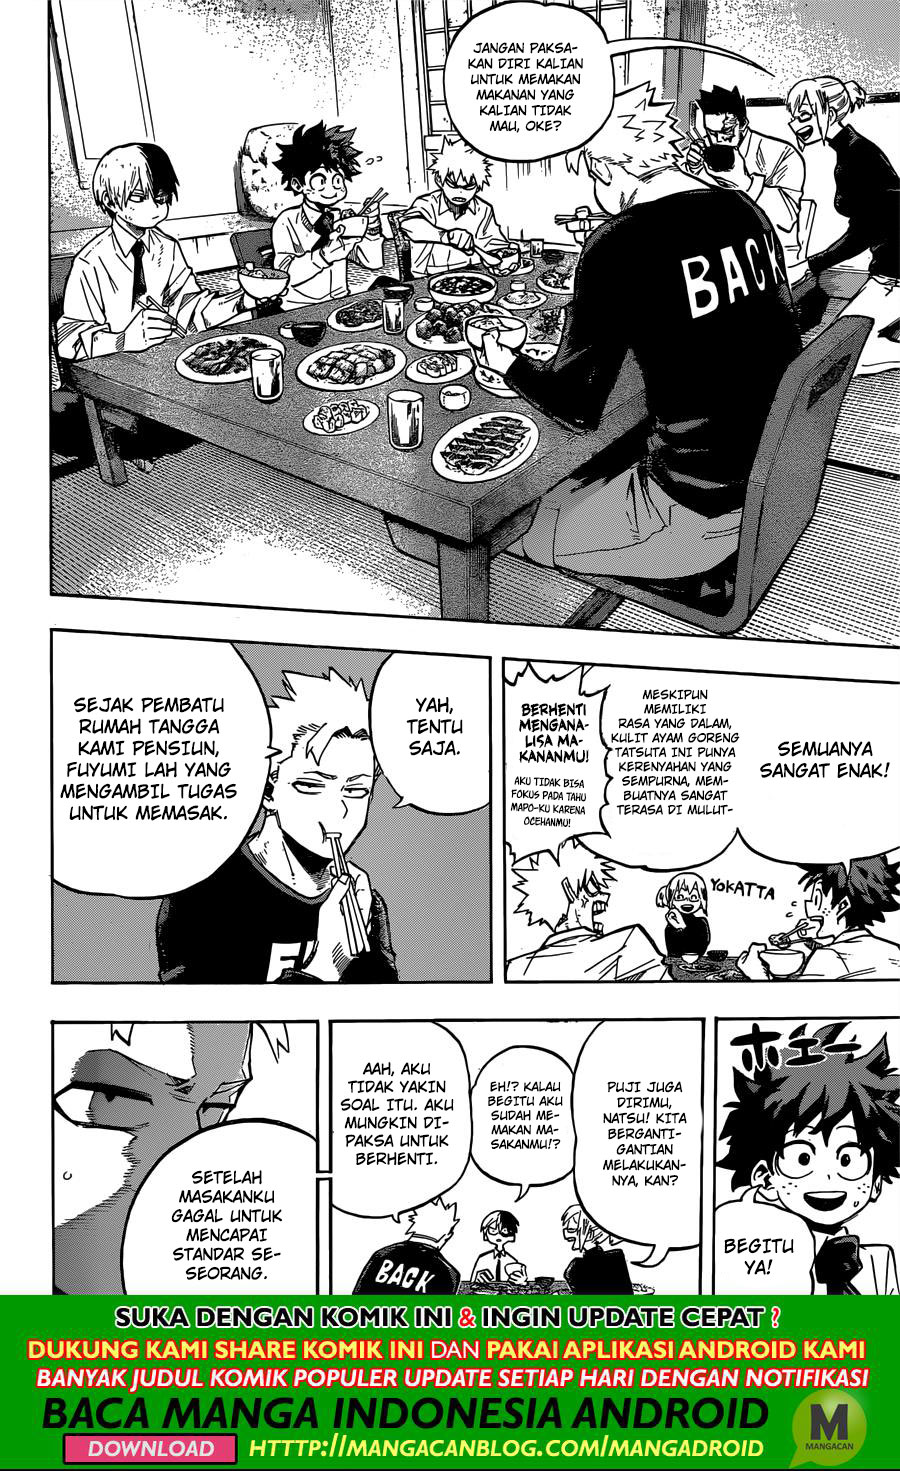 JANGAN PAKSA-
KAN DIRI KALIAN
UNTUK MEMAKAN
MAKANAN YANG
KALIAN TIDAK
MAU, OKE?
BACK
SEMUANYA
SANGAT ENAK!
MESKIPUN
MEMILIKI
RASA YANG DALAM,
KULIT AYAM GORENG
TATSUTA INI PUNYA
KERENYAHAN YANG
SEMPURNA, MEM-
BUATNYA SANGAT
TERASA DI MULUT-
BERHENTI
MENGANA-
LISA MA-
KANANMU!
AKU TIDAK BISA
FOKUS PADA TAHU
MAPO-KU KARENA
OCEHANMU!
YOKATTA
YAH,
TENTU
SAJA.
SEJAK PEMBATU
RUMAH TANGGA
KAMI PENSIUN,
FUYUMI LAH YANG
MENGAMBIL TUGAS
UNTUK MEMASAK.
ホェー
BEGITU
YA!
PUJI JUGA
DIRIMU,
NATSU! KITA
BERGANTI-
GANTIAN
MELAKUKAN-
NYA, KAN?
EH!? KALAU
BEGITU AKU
SUDAH ME-
MAKAN MA-
SAKANMU!?
AAH, AKU
TIDAK YAKIN
SOAL ITU. AKU
MUNGKIN DI-
PAKSA UNTUK
BERHENTI.
BACK
SETELAH
MASAKANKU
GAGAL UNTUK
MENCAPAI
STANDAR SE-
SEORANG.
SUKA DENGAN KOMIK INI & INGIN UPDATE CEPAT ?
DUKUNG KAMI SHARE KOMIK INI DAN PAKAI APLIKASI ANDROID KAMI
BANYAK JUDUL KOMIK POPULER UPDATE SETIAP HARI DENGAN NOTIFIKASI
BACA MANGA INDONESIA ANDROID
DOWNLOAD HTTTP://MANGACANBLOG.COM/MANGADROID
M
MANGACAN